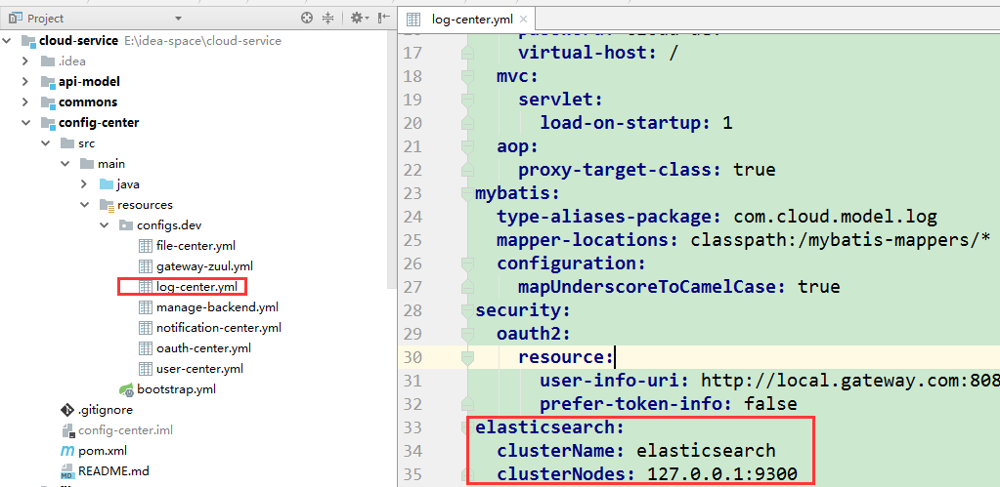 Project
cloud-service E:\idea-space\cloud-service
.idea
api-model
commons
config-center
src
main
java
resources
configs.dev
file-center.yml
gateway-zuul.yml
log-center.yml
manage-backend.yml
notification-center.yml
oauth-center.yml
user-center.yml
bootstrap.yml
.gitignore
config-center.iml
pom.xml
README.md
log-center.yml
17 virtual-host: /
18 mvc:
19 servlet:
20 load-on-startup: 1
21 aop:
22 proxy-target-class: true
23 mybatis:
24 type-aliases-package: com.cloud.model.log
25 mapper-locations: classpath:/mybatis-mappers/*
26 configuration:
27 mapUnderscoreToCamelCase: true
28 security:
29 oauth2:
30 resource:
31 user-info-uri: http://local.gateway.com:808
32 prefer-token-info: false
33 elasticsearch:
34 clusterName: elasticsearch
35 clusterNodes: 127.0.0.1:9300